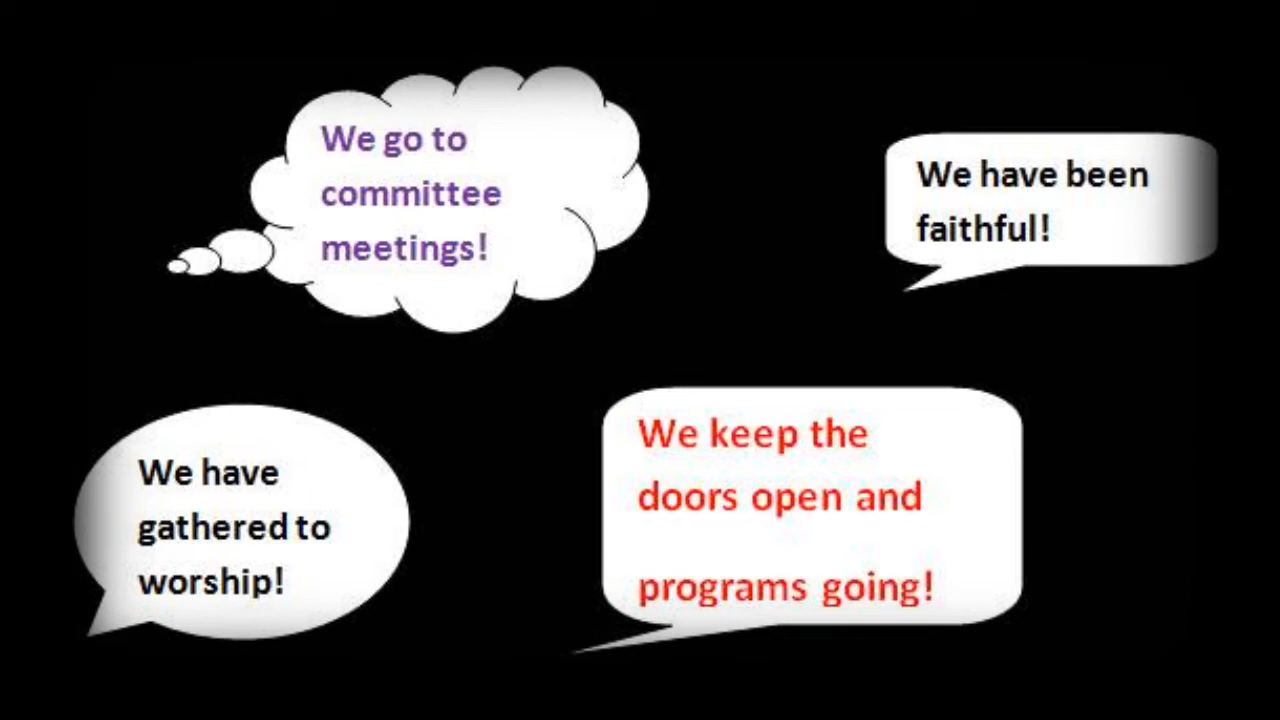 We go to
committee
meetings!
We have been
faithful!
We have
gathered to
worship!
We keep the
doors open and
programs going!